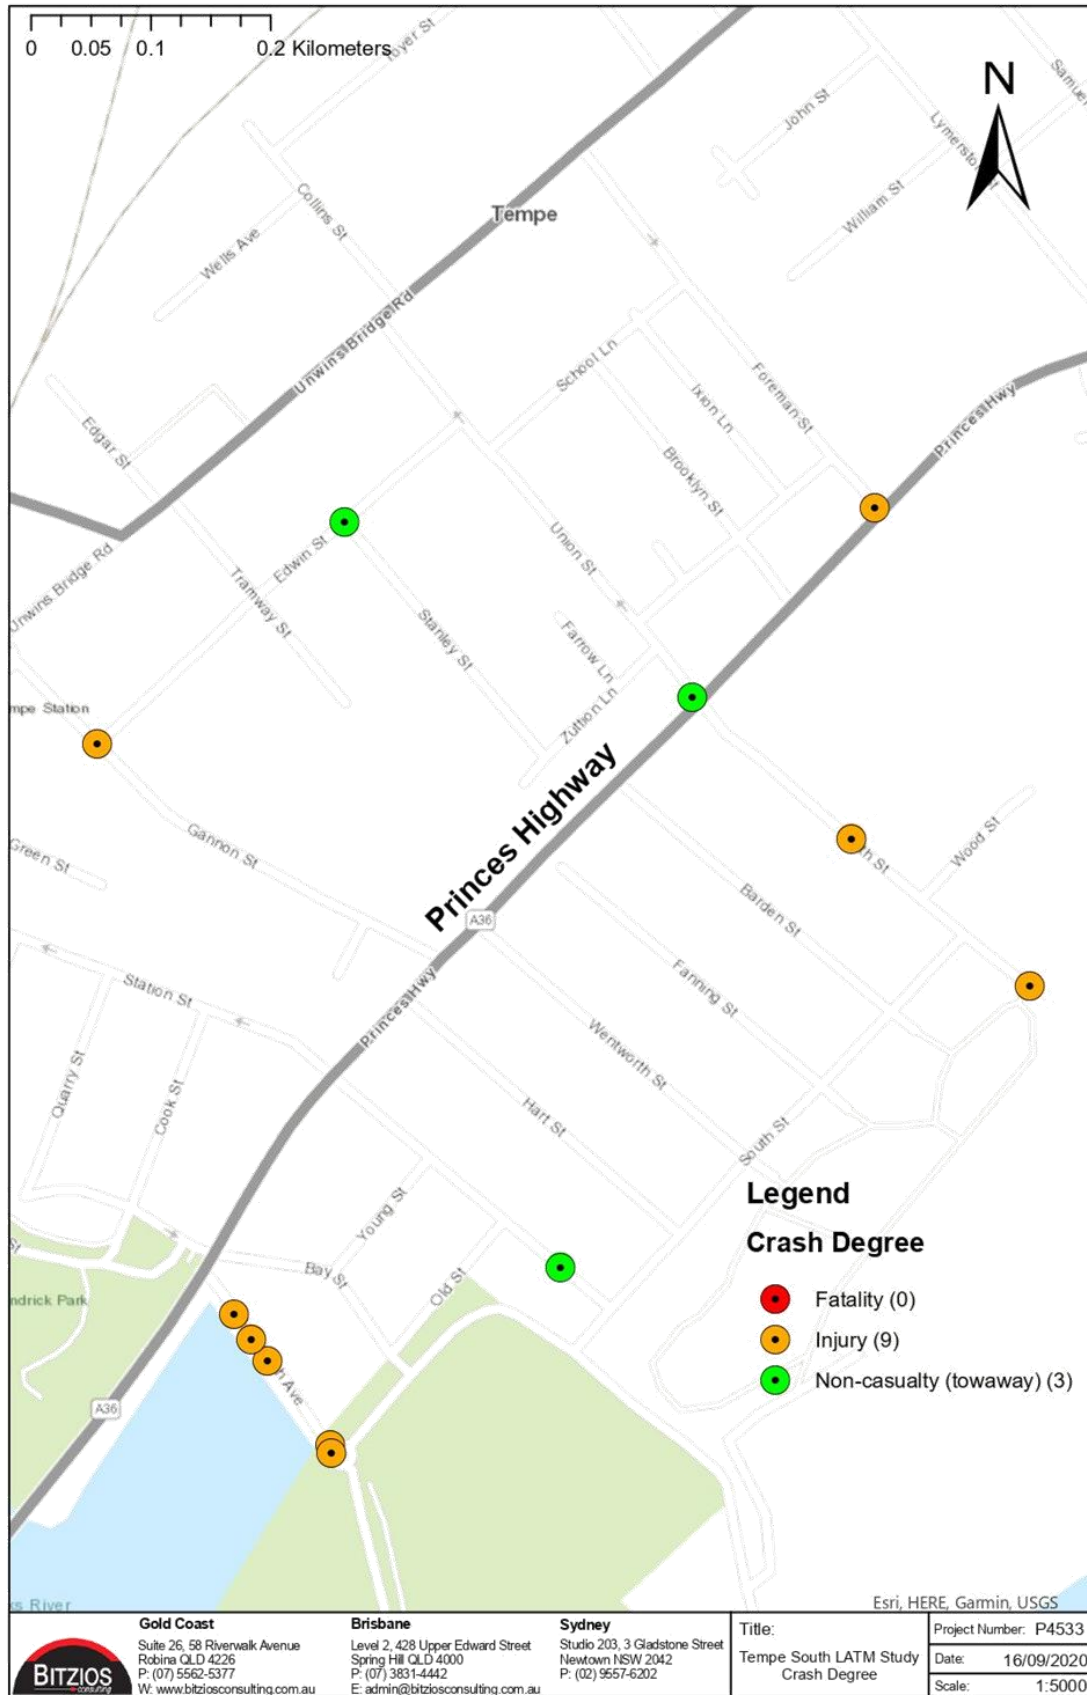 0 0.05 0.1 0.2 Kilometers
N
Collins St
Wells Ave
Tempe
John St
William St
Unwins Bridge Rd
School Ln
Ixion Ln
Foreman St
Princes Hwy
Edgar St
Brooklyn St
Edwin St
Union St
Unwins Bridge Rd
Tramway St
Stanley St
Farrow Ln
Zuttion Ln
Princes Highway
Gannon St
Green St
Wood St
A36
Barden St
Station St
Fanning St
Princes Hwy
Wentworth St
Quarry St
Cook St
Hart St
South St
Young St
Bay St
Old St
A36
Legend
Crash Degree
Fatality (0)
Injury (9)
Non-casualty (towaway) (3)
Esri, HERE, Garmin, USGS
BITZIOS
consulting
Gold Coast
Suite 26, 58 Riverwalk Avenue
Robina QLD 4226
P: (07) 5562-5377
W: www.bitziosconsulting.com.au
Brisbane
Level 2, 428 Upper Edward Street
Spring Hill QLD 4000
P: (07) 3831-4442
E: admin@bitziosconsulting.com.au
Sydney
Studio 203, 3 Gladstone Street
Newtown NSW 2042
P: (02) 9557-6202
Title:
Tempe South LATM Study
Crash Degree
Project Number: P4533
Date: 16/09/2020
Scale: 1:5000